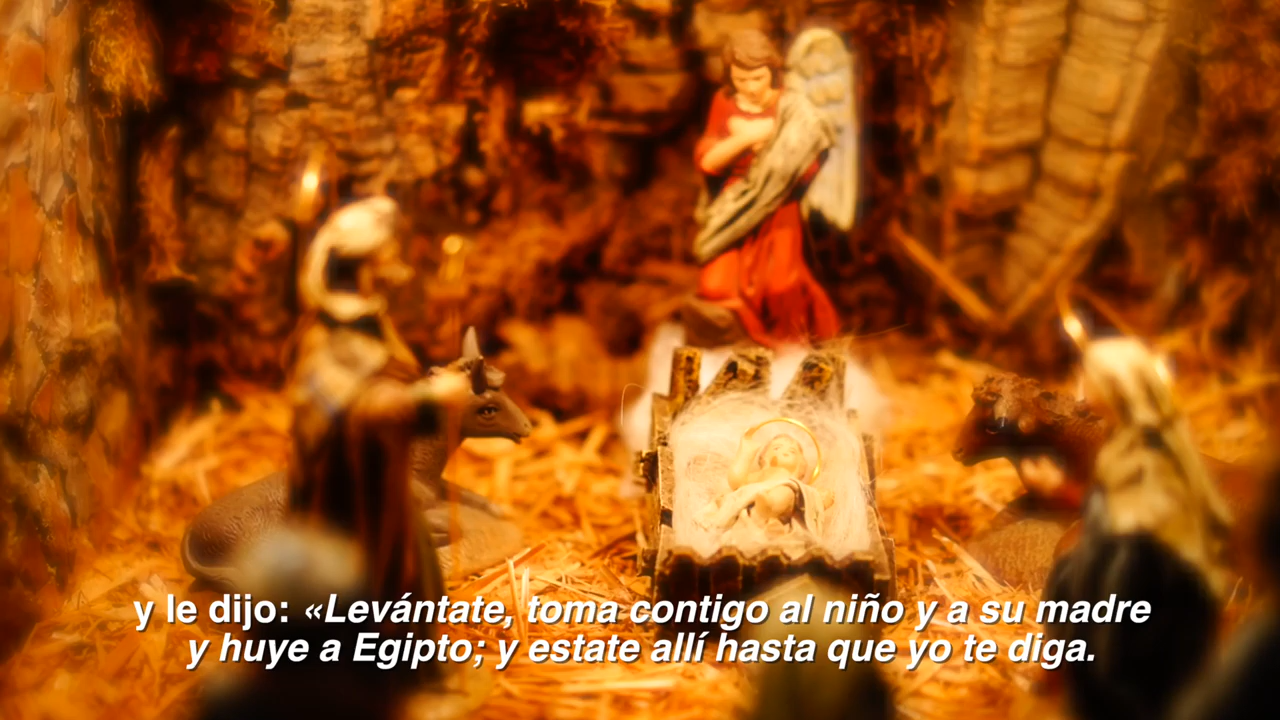 y le dijo: «Levántate, toma contigo al niño y a su madre
y huye a Egipto; y estate allí hasta que yo te diga.